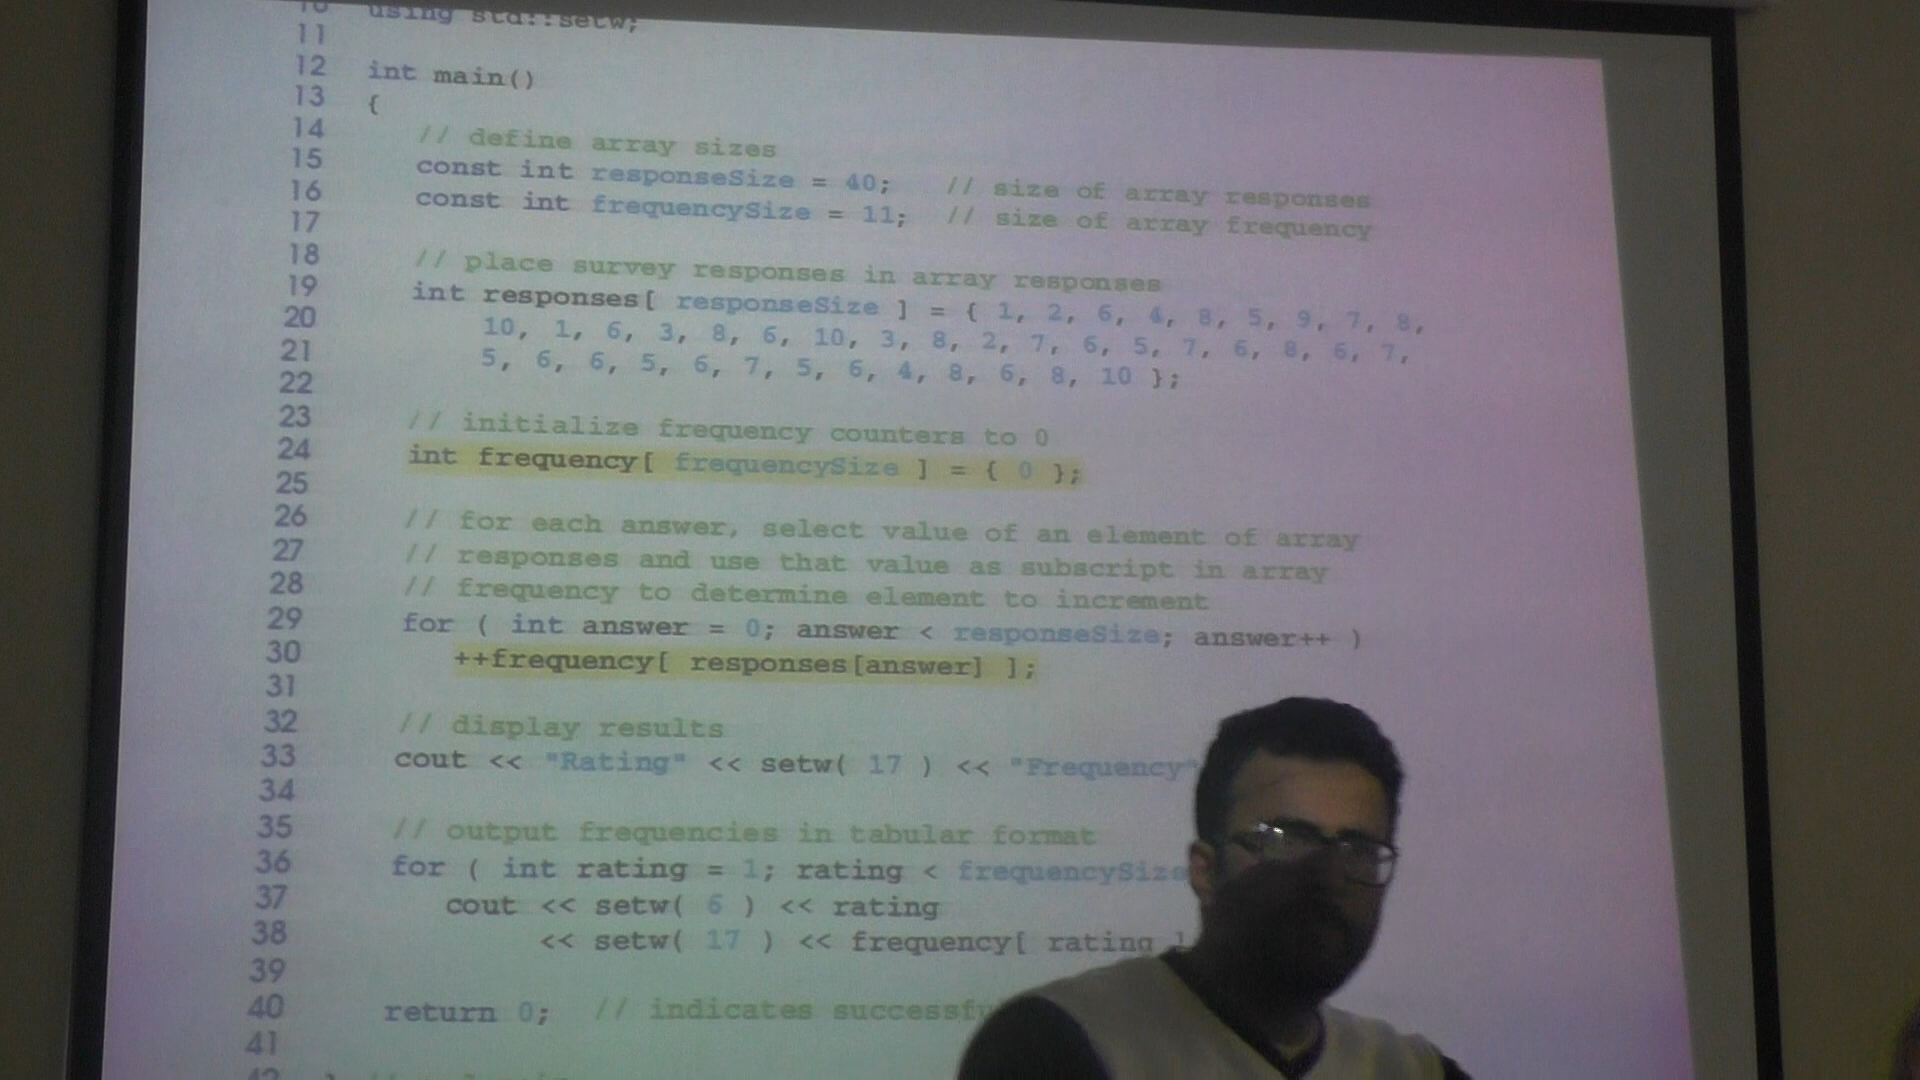 10 using std::setw;
11
12 int main()
13 {
14 // define array sizes
15 const int responseSize = 40; // size of array responses
16 const int frequencySize = 11; // size of array frequency
17
18 // place survey responses in array responses
19 int responses[ responseSize ] = { 1, 2, 6, 4, 8, 5, 9, 7, 8,
20 10, 1, 6, 3, 8, 6, 10, 3, 8, 2, 7, 6, 5, 7, 6, 8, 6, 7,
21 5, 6, 6, 5, 6, 7, 5, 6, 4, 8, 6, 8, 10 };
22
23 // initialize frequency counters to 0
24 int frequency[ frequencySize ] = { 0 };
25
26 // for each answer, select value of an element of array
27 // responses and use that value as subscript in array
28 // frequency to determine element to increment
29 for ( int answer = 0; answer < responseSize; answer++ )
30 ++frequency[ responses[answer] ];
31
32 // display results
33 cout << "Rating" << setw( 17 ) << "Frequency"
34
35 // output frequencies in tabular format
36 for ( int rating = 1; rating < frequencySize
37 cout << setw( 6 ) << rating
38 << setw( 17 ) << frequency[ rating ]
39
40 return 0; // indicates
41
42